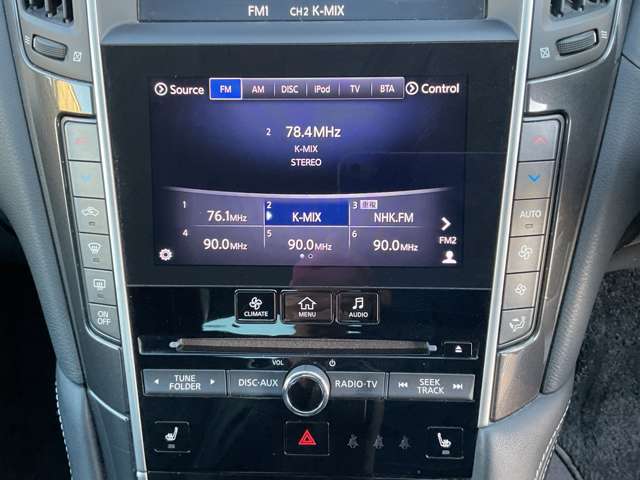 FM1 CH2 K-MIX
Source FM AM DISC iPod TV BTA Control
2 78.4MHz
K-MIX
STEREO
1 76.1MHz 2 K-MIX 3 重複 NHK.FM
4 90.0MHz 5 90.0MHz 6 90.0MHz FM2
AUTO
ON OFF
CLIMATE MENU AUDIO
VOL
TUNE FOLDER DISC·AUX RADIO·TV SEEK TRACK